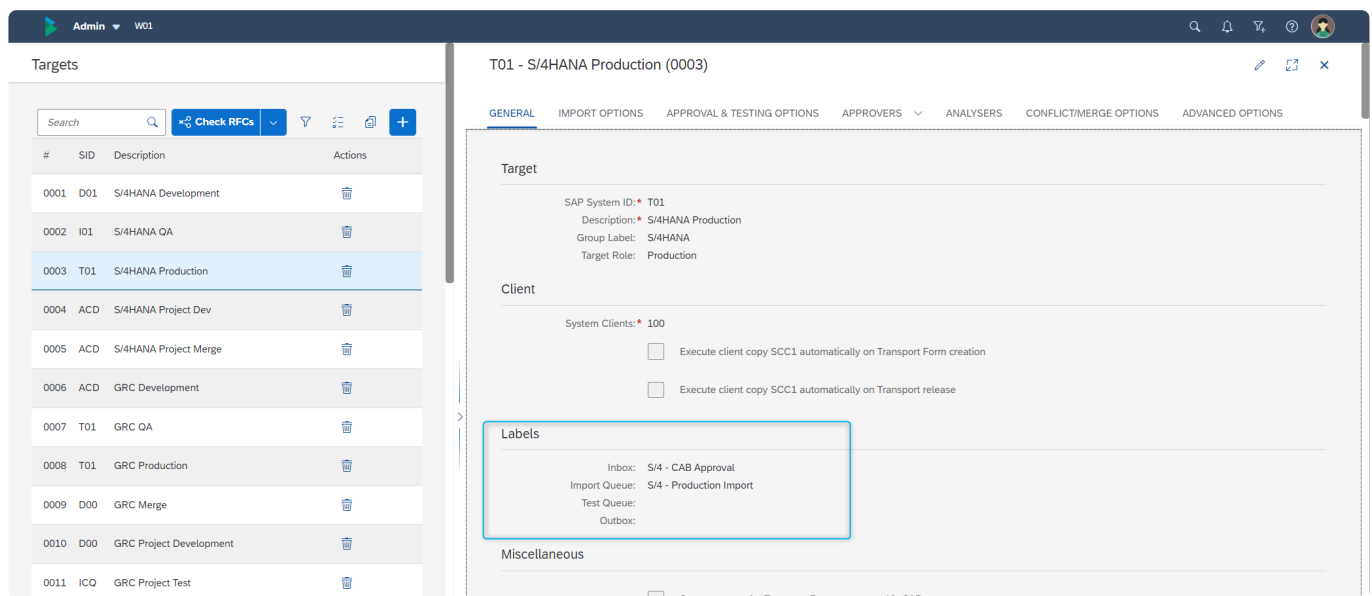 Admin W01
Targets
Search Check RFCs
# SID Description Actions
0001 D01 S/4HANA Development
0002 I01 S/4HANA QA
0003 T01 S/4HANA Production
0004 ACD S/4HANA Project Dev
0005 ACD S/4HANA Project Merge
0006 ACD GRC Development
0007 T01 GRC QA
0008 T01 GRC Production
0009 D00 GRC Merge
0010 D00 GRC Project Development
0011 ICQ GRC Project Test
T01 - S/4HANA Production (0003)
GENERAL IMPORT OPTIONS APPROVAL & TESTING OPTIONS APPROVERS ANALYSERS CONFLICT/MERGE OPTIONS ADVANCED OPTIONS
Target
SAP System ID:* T01
Description:* S/4HANA Production
Group Label: S/4HANA
Target Role: Production
Client
System Clients:* 100
Execute client copy SCC1 automatically on Transport Form creation
Execute client copy SCC1 automatically on Transport release
Labels
Inbox: S/4 - CAB Approval
Import Queue: S/4 - Production Import
Test Queue:
Outbox:
Miscellaneous